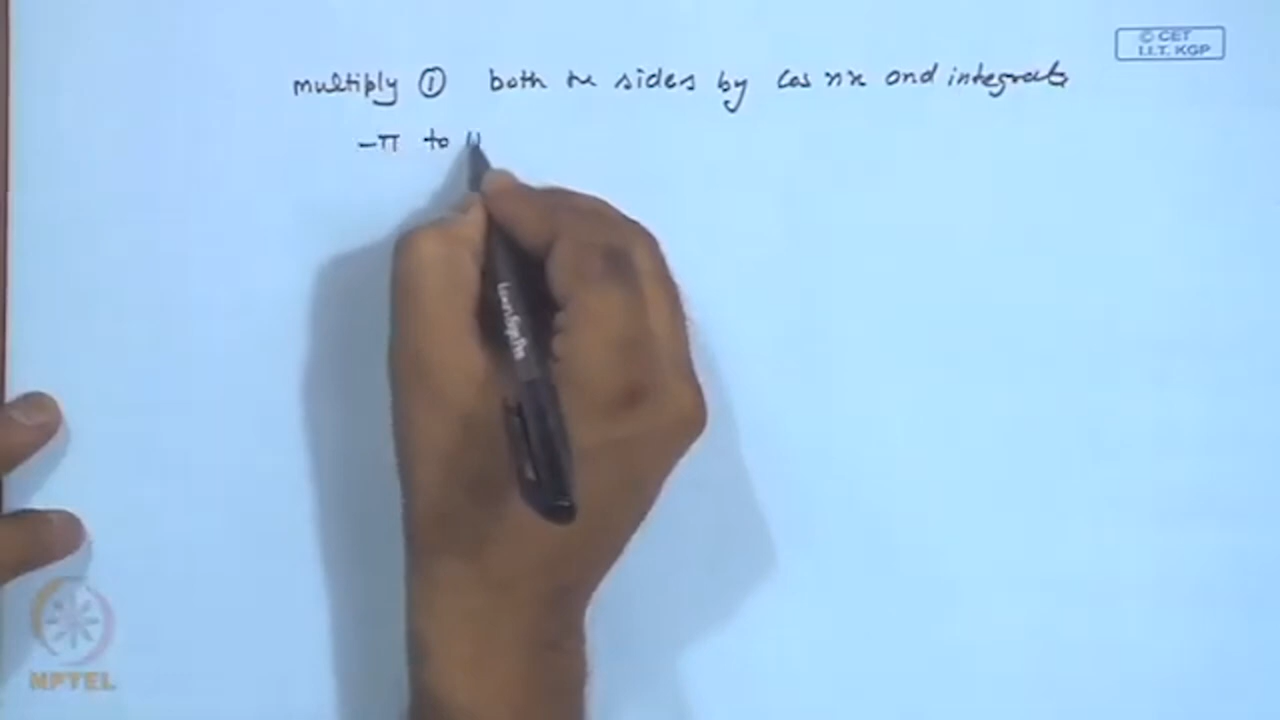 © CET
I.I.T. KGP
multiply ① both the sides by Cos nx and integrate
-π to
NPTEL